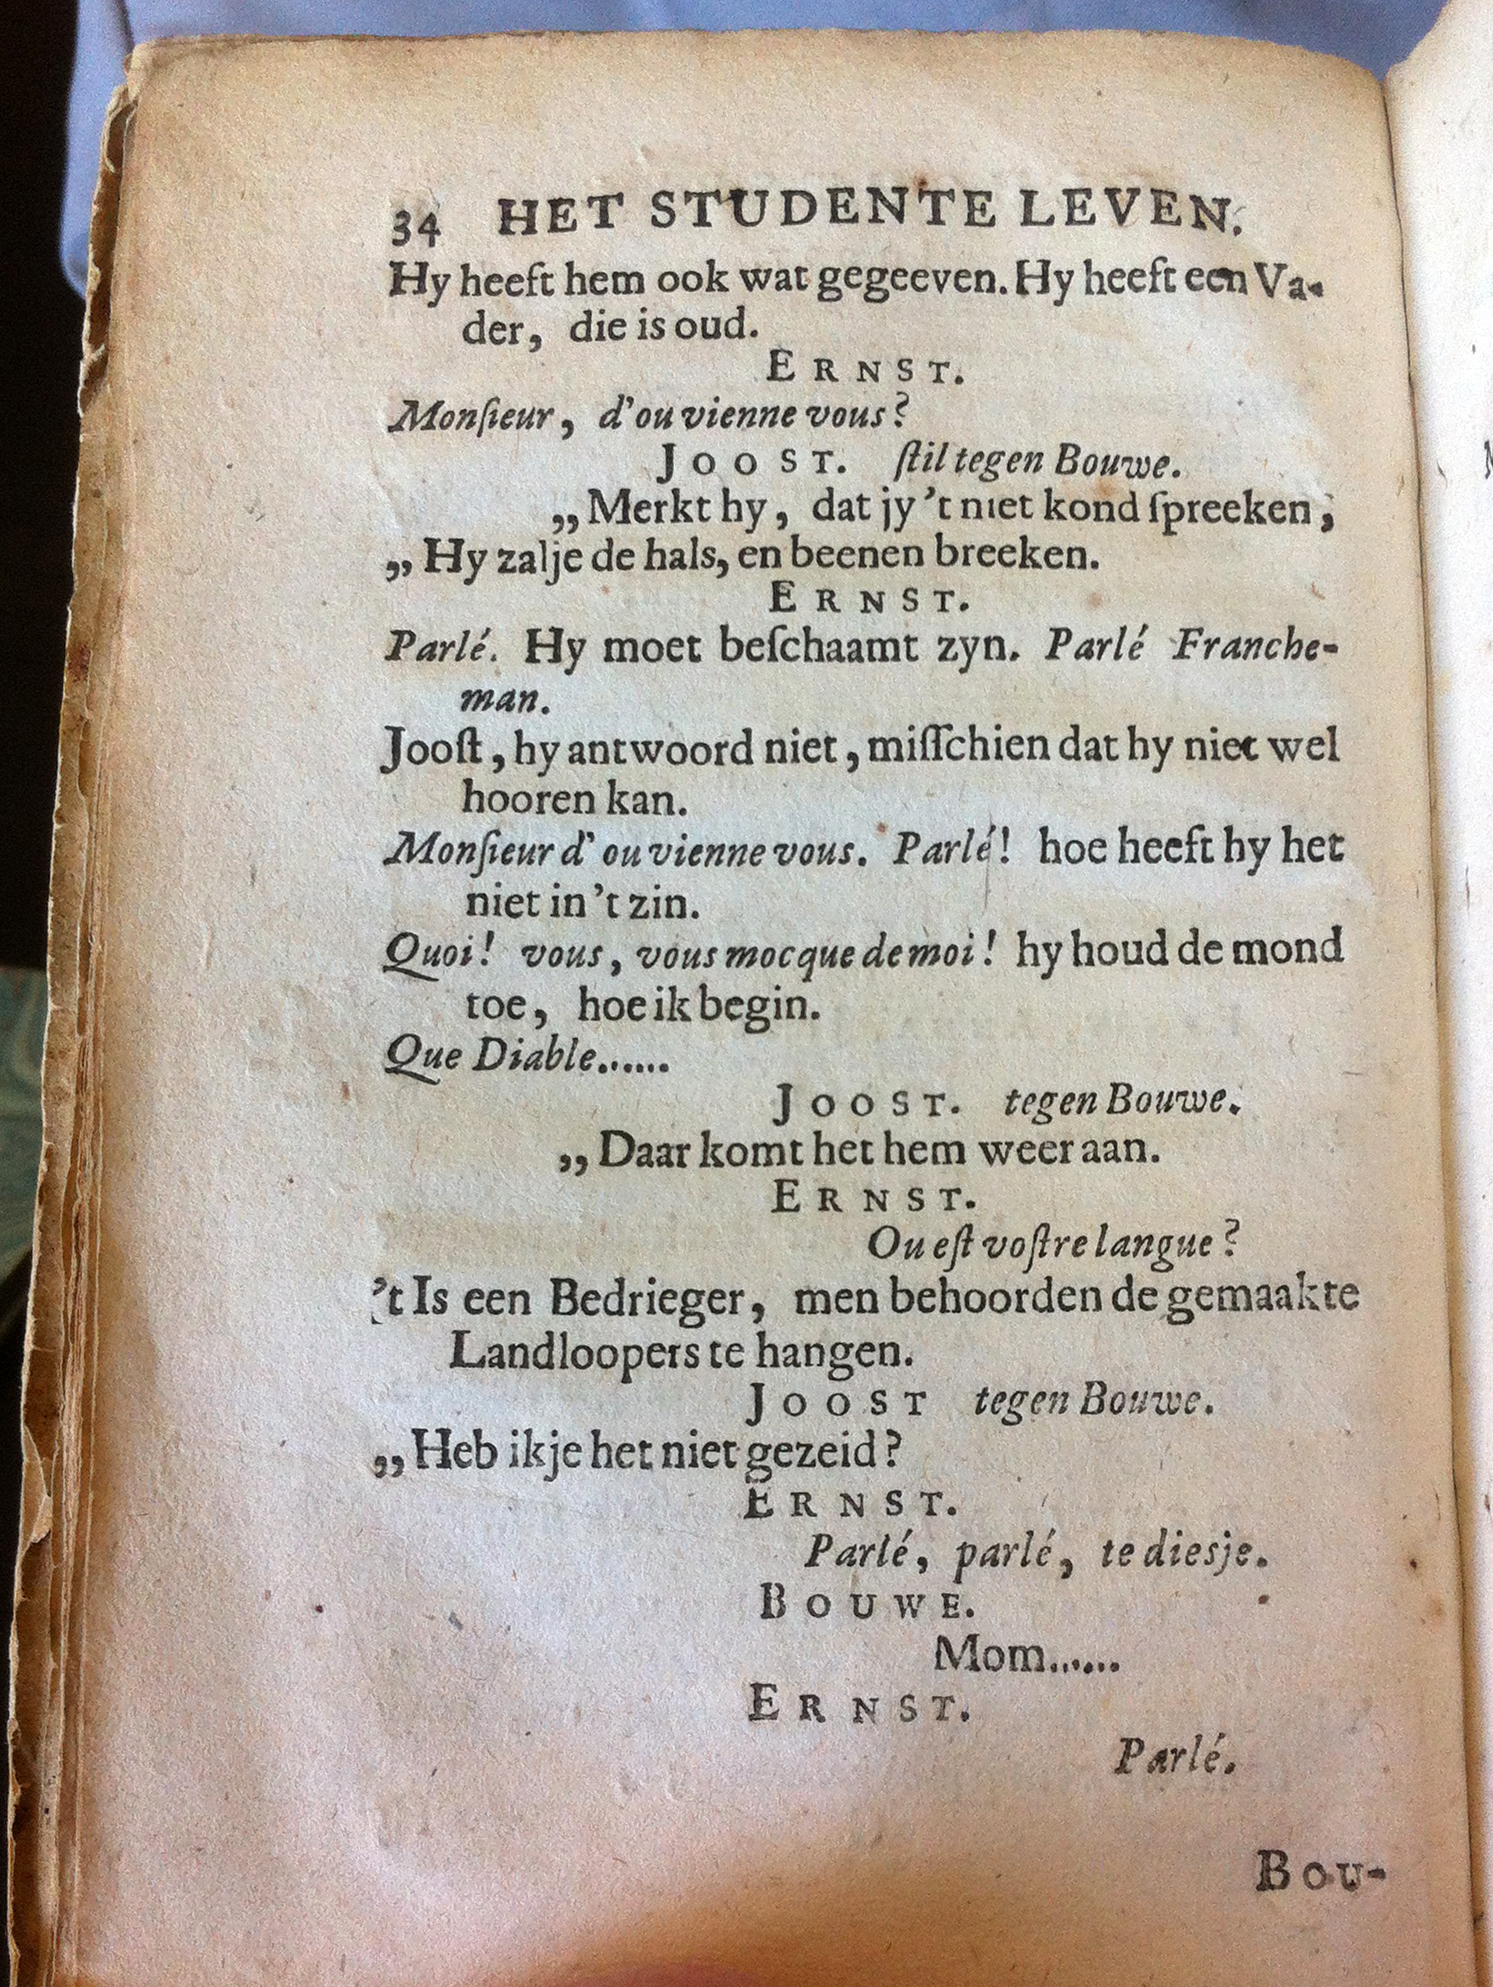 34 HET STUDENTE LEVEN.
Hy heeft hem ook wat gegeeven. Hy heeft een Va-
der, die is oud.
ERNST.
Monſieur, d'ou vienne vous?
JOOST. ſtil tegen Bouwe.
„Merkt hy, dat jy 't niet kond ſpreeken;
„Hy zal je de hals, en beenen breeken.
ERNST.
Parlé. Hy moet beſchaamt zyn. Parlé Franche-
man.
Jooſt, hy antwoord niet, miſſchien dat hy niet wel
hooren kan.
Monſieur d' ou vienne vous. Parlé! hoe heeft hy het
niet in 't zin.
Quoi! vous, vous mocque de moi! hy houd de mond
toe, hoe ik begin.
Que Diable......
JOOST. tegen Bouwe.
„Daar komt het hem weer aan.
ERNST.
Ou eſt voſtre langue?
't Is een Bedrieger, men behoorden de gemaakte
Landloopers te hangen.
JOOST tegen Bouwe.
„Heb ik je het niet gezeid?
ERNST.
Parlé, parlé, te dies je.
BOUWE.
Mom......
ERNST.
Parlé.
Bou-